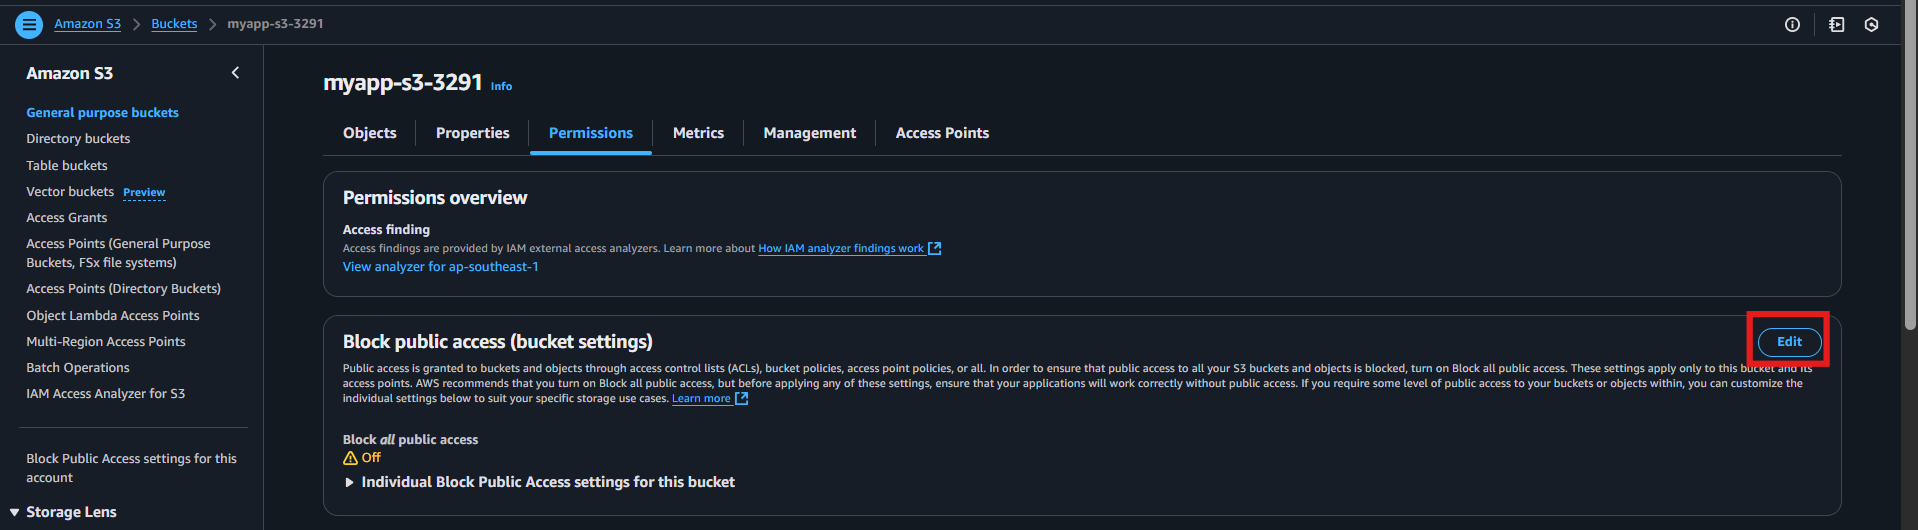 Amazon S3 > Buckets > myapp-s3-3291
Amazon S3
General purpose buckets
Directory buckets
Table buckets
Vector buckets Preview
Access Grants
Access Points (General Purpose
Buckets, FSx file systems)
Access Points (Directory Buckets)
Object Lambda Access Points
Multi-Region Access Points
Batch Operations
IAM Access Analyzer for S3
Block Public Access settings for this
account
Storage Lens
myapp-s3-3291 Info
Objects Properties Permissions Metrics Management Access Points
Permissions overview
Access finding
Access findings are provided by IAM external access analyzers. Learn more about How IAM analyzer findings work
View analyzer for ap-southeast-1
Block public access (bucket settings)
Edit
Public access is granted to buckets and objects through access control lists (ACLs), bucket policies, access point policies, or all. In order to ensure that public access to all your S3 buckets and objects is blocked, turn on Block all public access. These settings apply only to this bucket and its
access points. AWS recommends that you turn on Block all public access, but before applying any of these settings, ensure that your applications will work correctly without public access. If you require some level of public access to your buckets or objects within, you can customize the
individual settings below to suit your specific storage use cases. Learn more
Block all public access
Off
Individual Block Public Access settings for this bucket